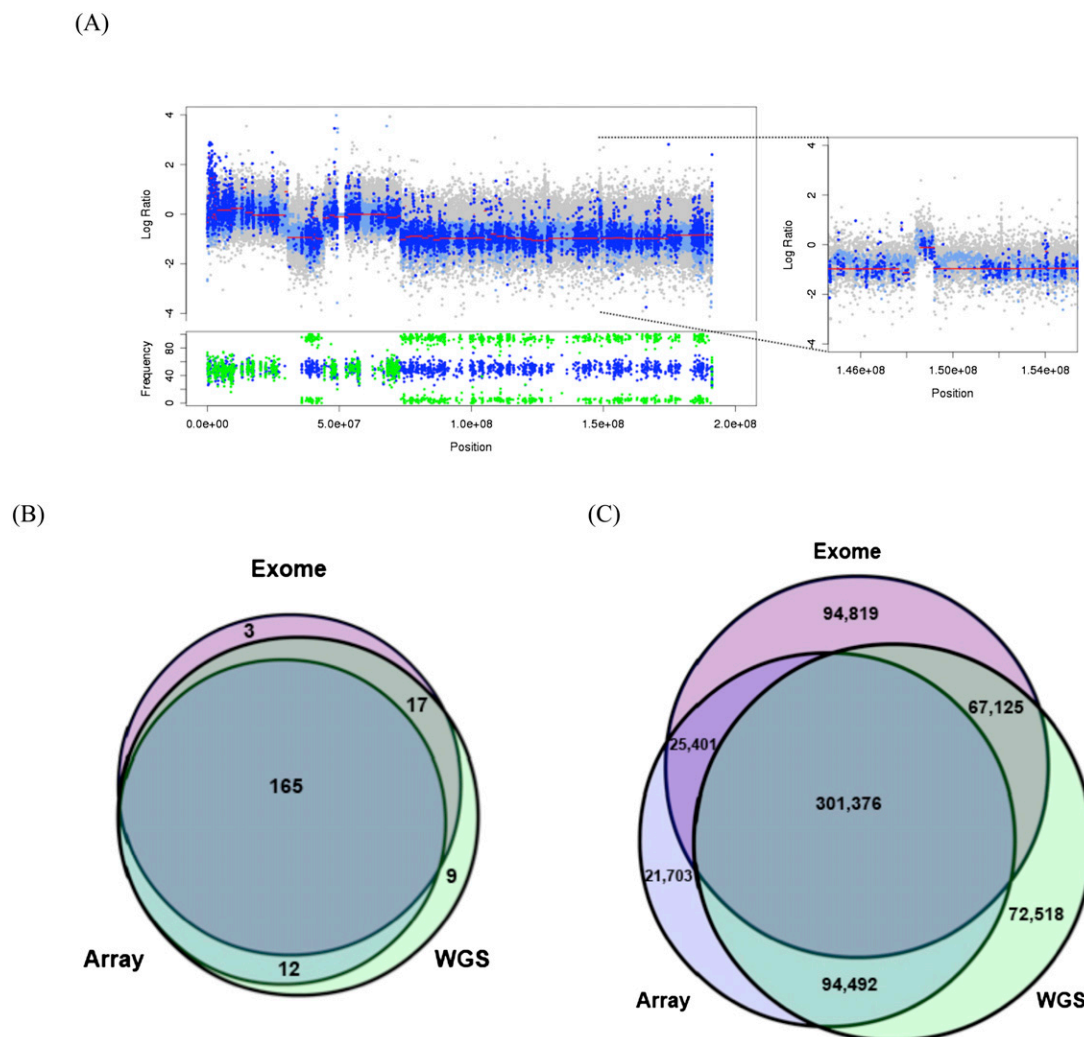 (A)
4
2
0
-2
-4
Log Ratio
80
40
0
Frequency
0.0e+00 5.0e+07 1.0e+08 1.5e+08 2.0e+08
Position
4
2
0
-2
-4
Log Ratio
1.46e+08 1.50e+08 1.54e+08
Position
(B)
Exome
3
17
165
9
12
Array
WGS
(C)
Exome
94,819
67,125
25,401
301,376
21,703
72,518
94,492
Array
WGS